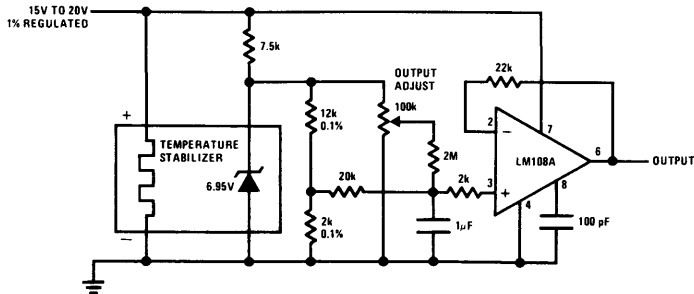 15V TO 20V
1% REGULATED
7.5k
OUTPUT
ADJUST
22k
12k
0.1%
100k
2
7
+
TEMPERATURE
STABILIZER
−
LM108A
6
OUTPUT
2M
6.95V
20k
2k
3
+
8
4
2k
0.1%
1μF
100 pF
−